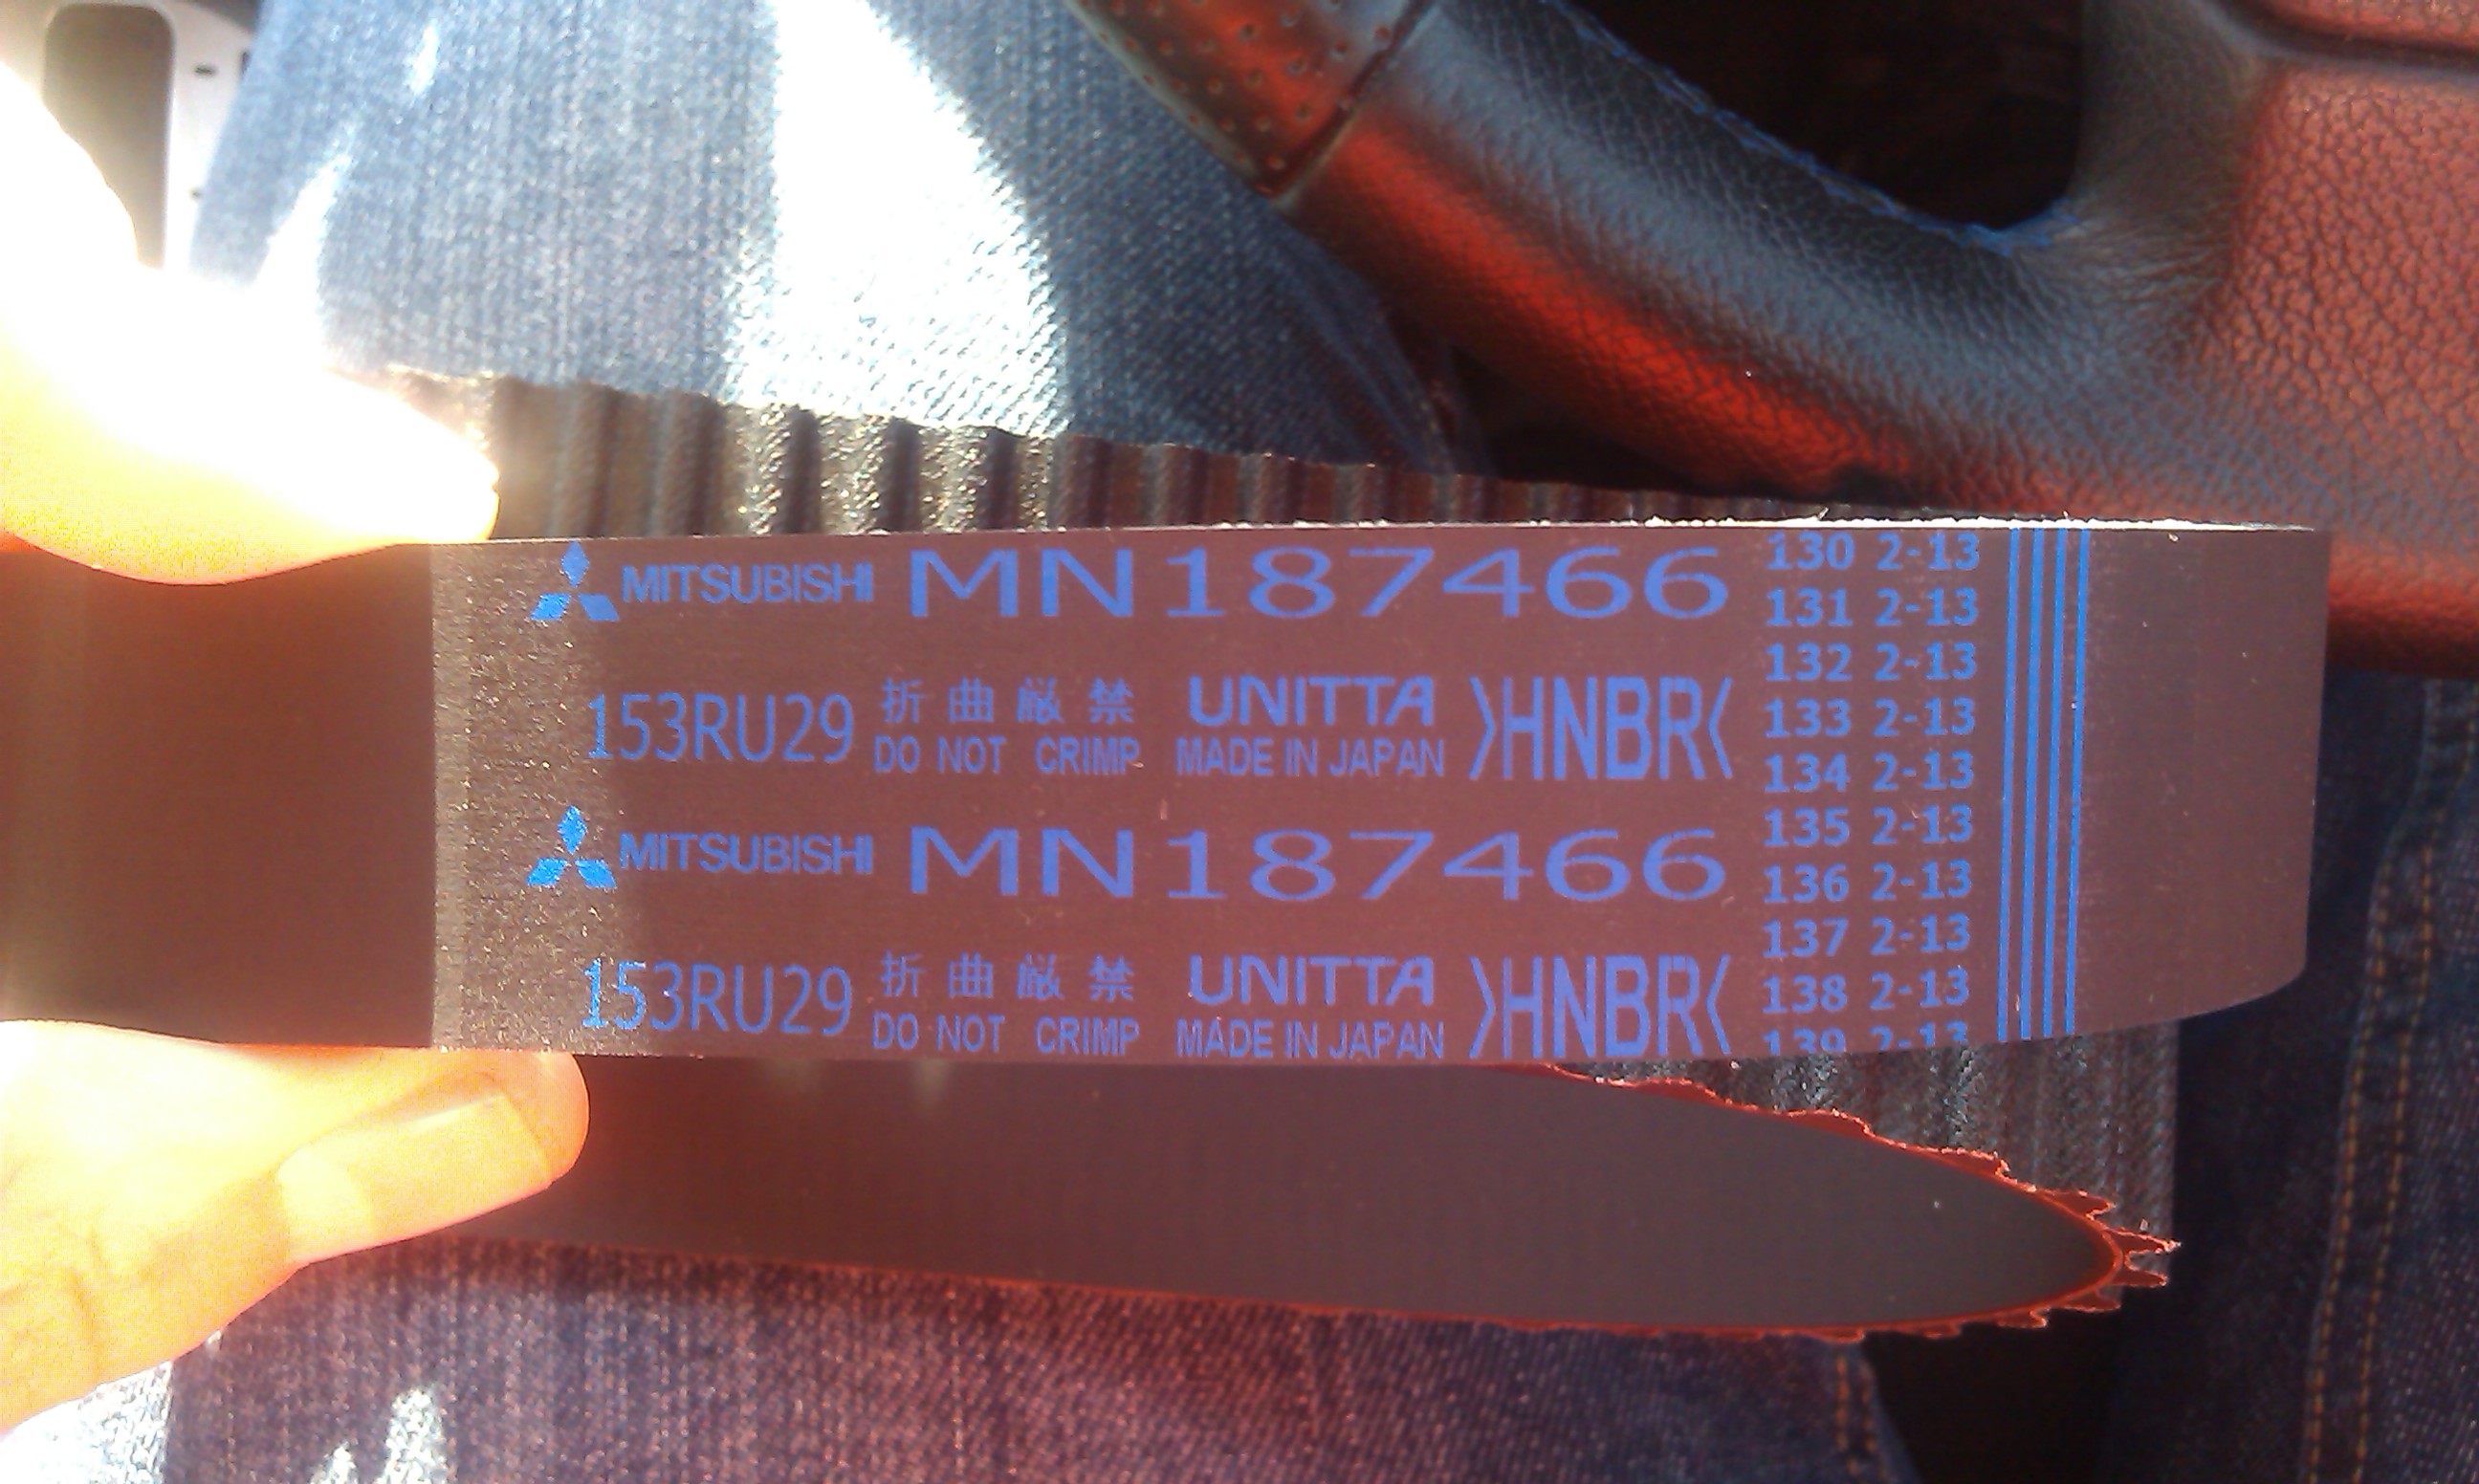 MITSUBISHI MN187466
153RU29 折曲厳禁 UNITTA >HNBR<
DO NOT CRIMP MADE IN JAPAN
MITSUBISHI MN187466
153RU29 折曲厳禁 UNITTA >HNBR<
DO NOT CRIMP MADE IN JAPAN
130 2-13
131 2-13
132 2-13
133 2-13
134 2-13
135 2-13
136 2-13
137 2-13
138 2-13
139 2-13